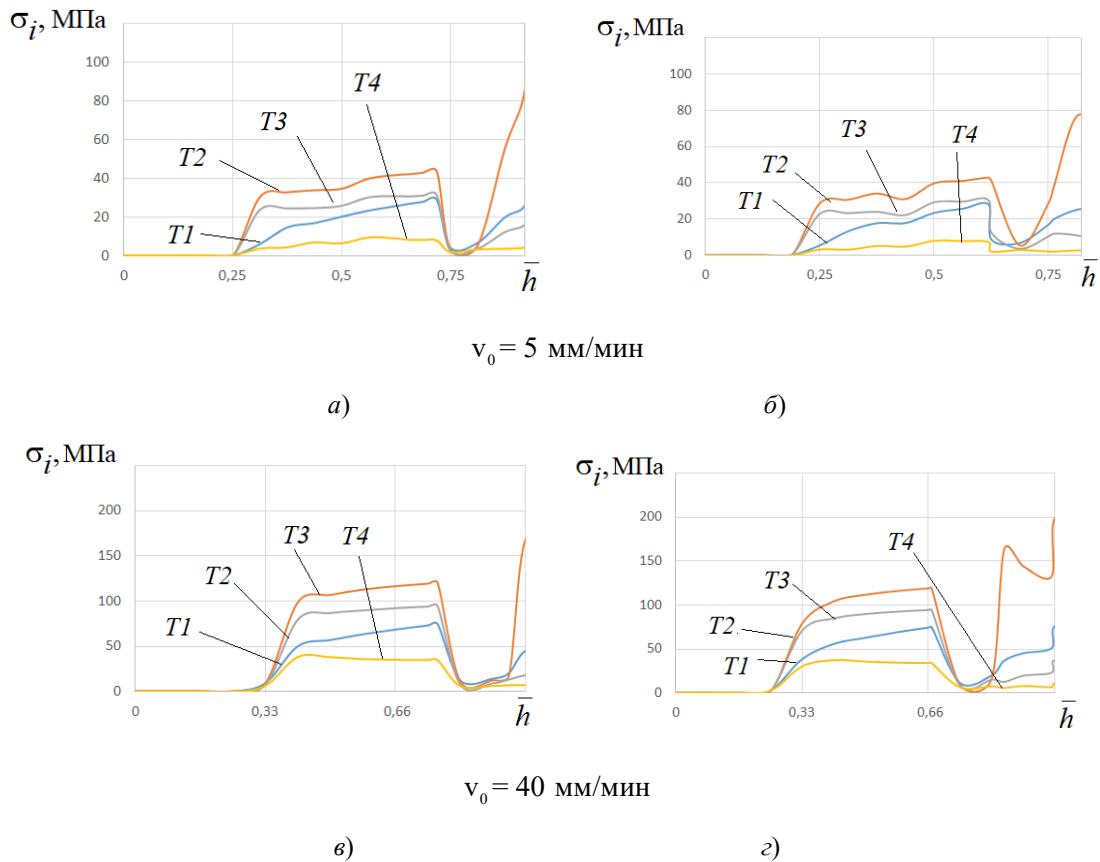 σi, МПа
100
80
60
40
20
0
T2
T3
T4
T1
0
0,25
0,5
0,75
h̅
σi, МПа
100
80
60
40
20
0
T2
T3
T4
T1
0
0,25
0,5
0,75
h̅
v0 = 5 мм/мин
а)
б)
σi, МПа
200
150
100
50
0
T3
T4
T2
T1
0
0,33
0,66
h̅
σi, МПа
200
150
100
50
0
T4
T3
T2
T1
0
0,33
0,66
h̅
v0 = 40 мм/мин
в)
г)